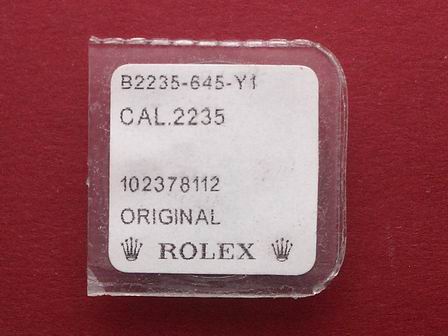 B2235-645-Y1
CAL.2235
102378112
ORIGINAL
ROLEX